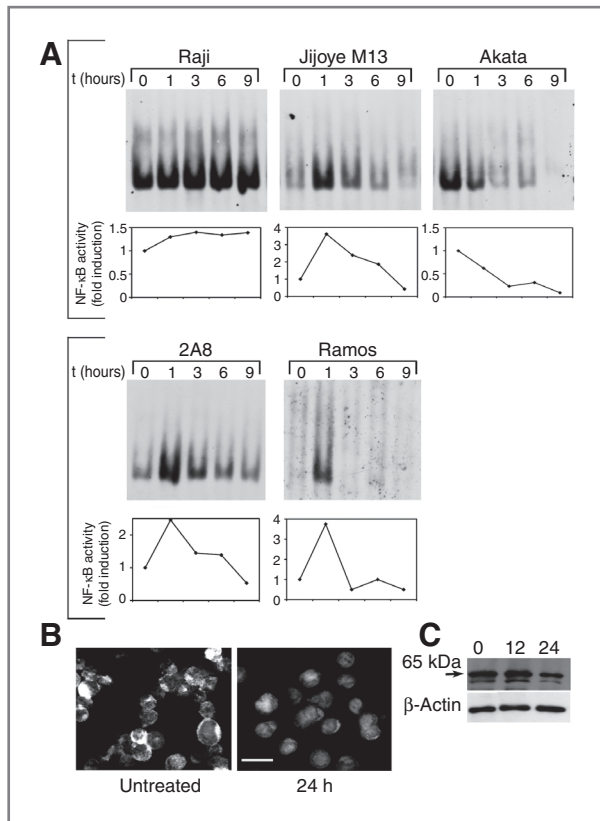 A
Raji
Jijoye M13
Akata
t (hours) 0 1 3 6 9 0 1 3 6 9 0 1 3 6 9
NF-κB activity
(fold induction)
1.5
1
0.5
0
4
3
2
1
0
1.5
1
0.5
0
2A8
Ramos
t (hours) 0 1 3 6 9 0 1 3 6 9
NF-κB activity
(fold induction)
2
1
0
4
3
2
1
0
B
Untreated
24 h
C
0 12 24
65 kDa
β-Actin